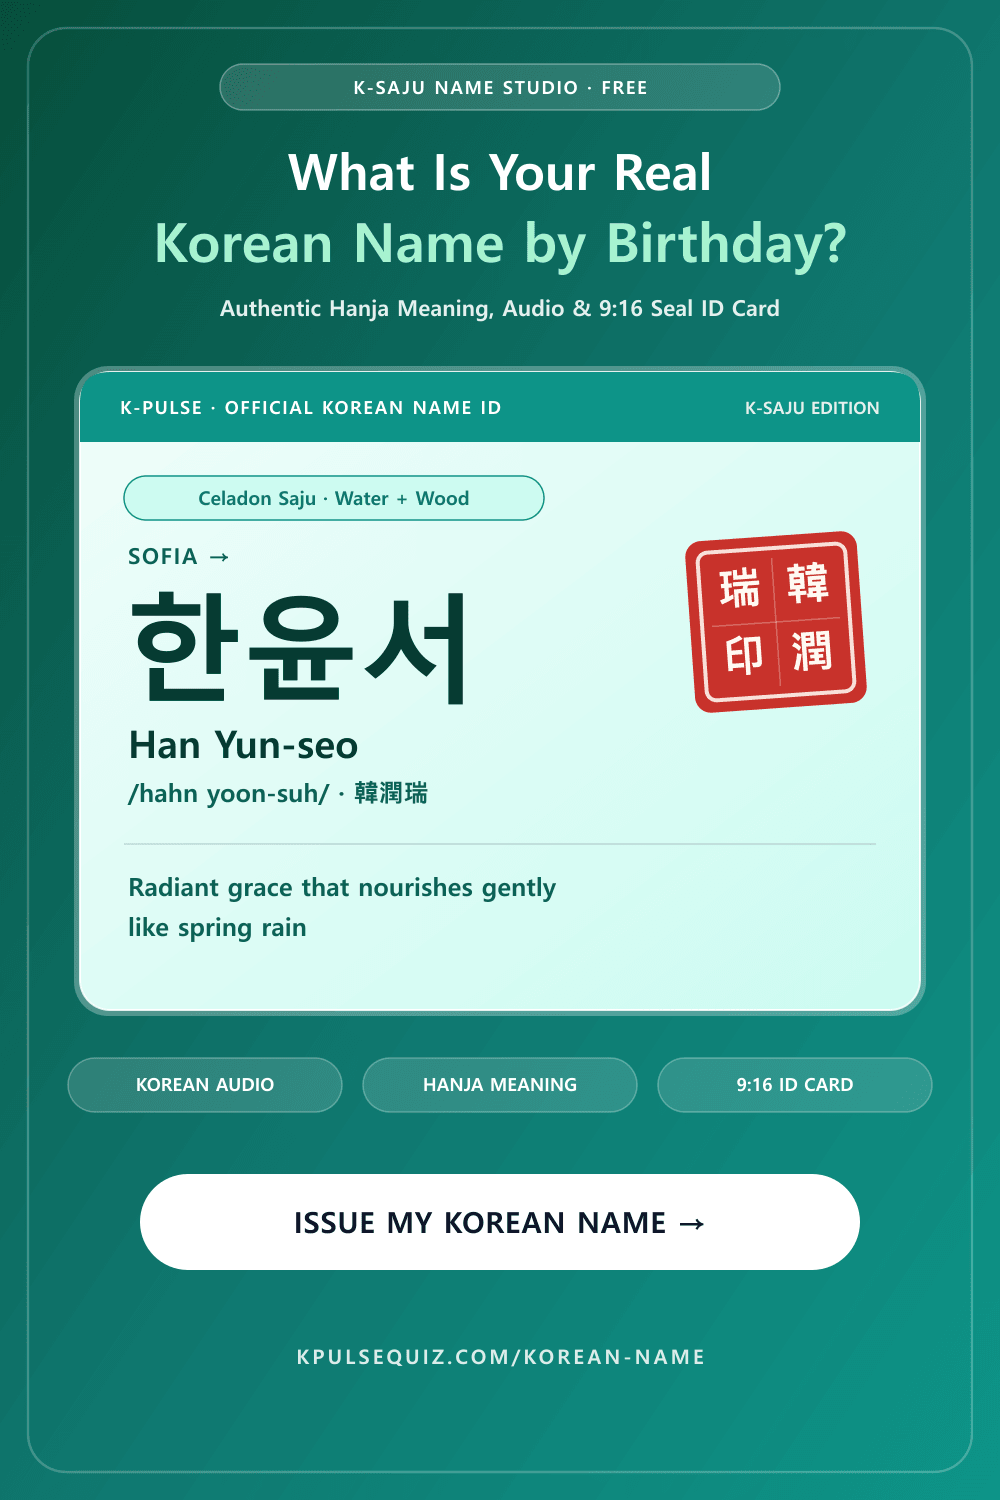 K-SAJU NAME STUDIO · FREE
What Is Your Real
Korean Name by Birthday?
Authentic Hanja Meaning, Audio & 9:16 Seal ID Card
K-PULSE · OFFICIAL KOREAN NAME ID
K-SAJU EDITION
Celadon Saju · Water + Wood
SOFIA →
한윤서
瑞韓
印潤
Han Yun-seo
/hahn yoon-suh/ · 韓潤瑞
Radiant grace that nourishes gently
like spring rain
KOREAN AUDIO
HANJA MEANING
9:16 ID CARD
ISSUE MY KOREAN NAME →
KPULSEQUIZ.COM/KOREAN-NAME